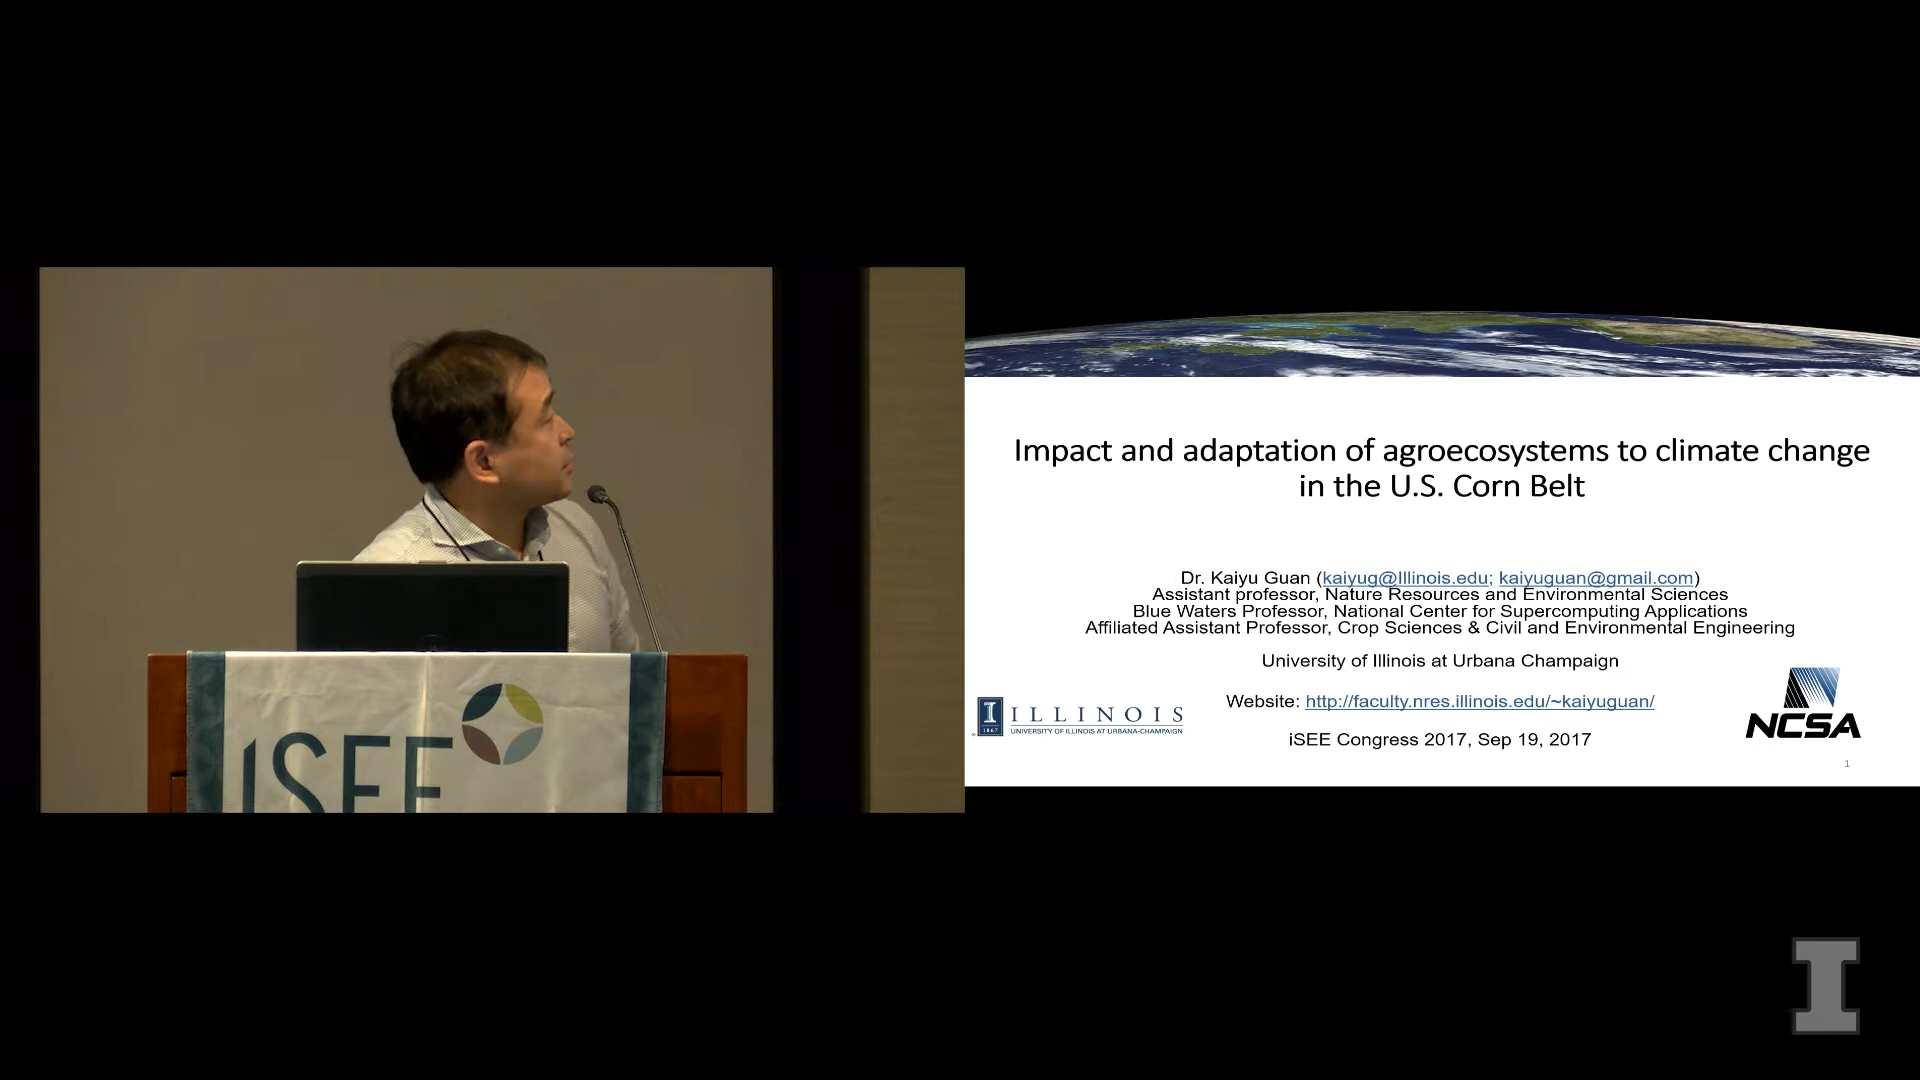 iSEE
Impact and adaptation of agroecosystems to climate change
in the U.S. Corn Belt
Dr. Kaiyu Guan (kaiyug@Illinois.edu; kaiyuguan@gmail.com)
Assistant professor, Nature Resources and Environmental Sciences
Blue Waters Professor, National Center for Supercomputing Applications
Affiliated Assistant Professor, Crop Sciences & Civil and Environmental Engineering
University of Illinois at Urbana Champaign
Website: http://faculty.nres.illinois.edu/~kaiyuguan/
iSEE Congress 2017, Sep 19, 2017
I
1867
ILLINOIS
UNIVERSITY OF ILLINOIS AT URBANA-CHAMPAIGN
NCSA
1
I